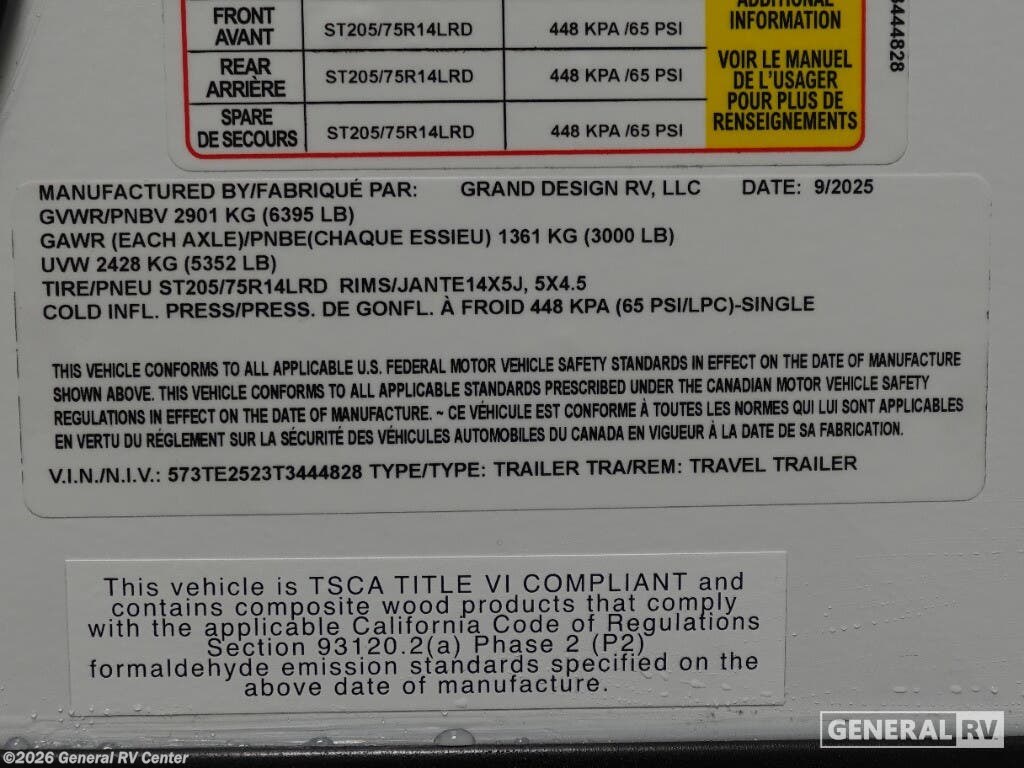 ADDITIONAL
FRONT
AVANT
ST205/75R14LRD
448 KPA /65 PSI
INFORMATION
REAR
ARRIÈRE
ST205/75R14LRD
448 KPA /65 PSI
VOIR LE MANUEL
DE L'USAGER
POUR PLUS DE
RENSEIGNEMENTS
SPARE
DE SECOURS
ST205/75R14LRD
448 KPA /65 PSI
3444828
MANUFACTURED BY/FABRIQUÉ PAR: GRAND DESIGN RV, LLC DATE: 9/2025
GVWR/PNBV 2901 KG (6395 LB)
GAWR (EACH AXLE)/PNBE(CHAQUE ESSIEU) 1361 KG (3000 LB)
UVW 2428 KG (5352 LB)
TIRE/PNEU ST205/75R14LRD RIMS/JANTE14X5J, 5X4.5
COLD INFL. PRESS/PRESS. DE GONFL. À FROID 448 KPA (65 PSI/LPC)-SINGLE
THIS VEHICLE CONFORMS TO ALL APPLICABLE U.S. FEDERAL MOTOR VEHICLE SAFETY STANDARDS IN EFFECT ON THE DATE OF MANUFACTURE
SHOWN ABOVE. THIS VEHICLE CONFORMS TO ALL APPLICABLE STANDARDS PRESCRIBED UNDER THE CANADIAN MOTOR VEHICLE SAFETY
REGULATIONS IN EFFECT ON THE DATE OF MANUFACTURE. ~ CE VÉHICULE EST CONFORME À TOUTES LES NORMES QUI LUI SONT APPLICABLES
EN VERTU DU RÉGLEMENT SUR LA SÉCURITÉ DES VÉHICULES AUTOMOBILES DU CANADA EN VIGUEUR À LA DATE DE SA FABRICATION.
V.I.N./N.I.V.: 573TE2523T3444828 TYPE/TYPE: TRAILER TRA/REM: TRAVEL TRAILER
This vehicle is TSCA TITLE VI COMPLIANT and
contains composite wood products that comply
with the applicable California Code of Regulations
Section 93120.2(a) Phase 2 (P2)
formaldehyde emission standards specified on the
above date of manufacture.
GENERAL RV
©2026 General RV Center